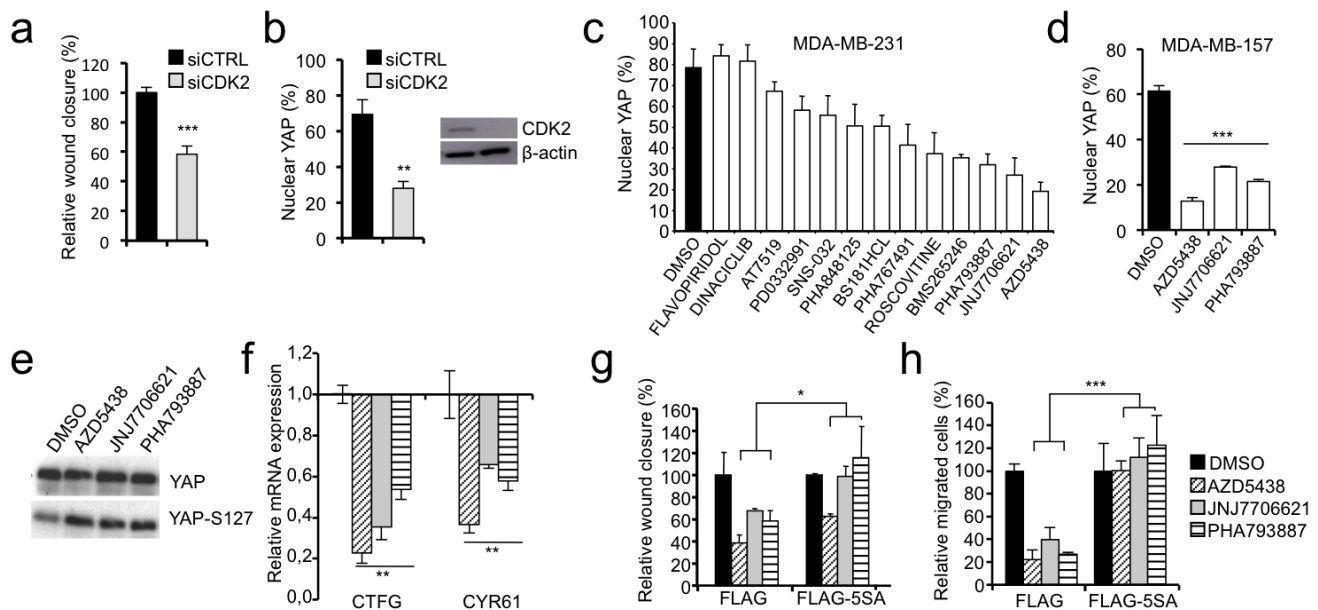 a
siCTRL
siCDK2
Relative wound closure (%)
120
100
80
60
40
20
0
***
b
siCTRL
siCDK2
Nuclear YAP (%)
100
80
60
40
20
0
**
CDK2
β-actin
c
MDA-MB-231
Nuclear YAP (%)
100
90
80
70
60
50
40
30
20
10
0
DMSO
FLAVOPIRIDOL
DINACICLIB
AT7519
PD0332991
SNS-032
PHA848125
BS181HCL
PHA767491
ROSCOVITINE
BMS265246
PHA793887
JNJ7706621
AZD5438
d
MDA-MB-157
Nuclear YAP (%)
80
60
40
20
0
***
DMSO
AZD5438
JNJ7706621
PHA793887
e
DMSO
AZD5438
JNJ7706621
PHA793887
YAP
YAP-S127
f
Relative mRNA expression
1,2
1,0
0,8
0,6
0,4
0,2
0,0
**
**
CTFG
CYR61
g
Relative wound closure (%)
160
140
120
100
80
60
40
20
0
*
FLAG
FLAG-5SA
h
Relative migrated cells (%)
160
140
120
100
80
60
40
20
0
***
FLAG
FLAG-5SA
DMSO
AZD5438
JNJ7706621
PHA793887